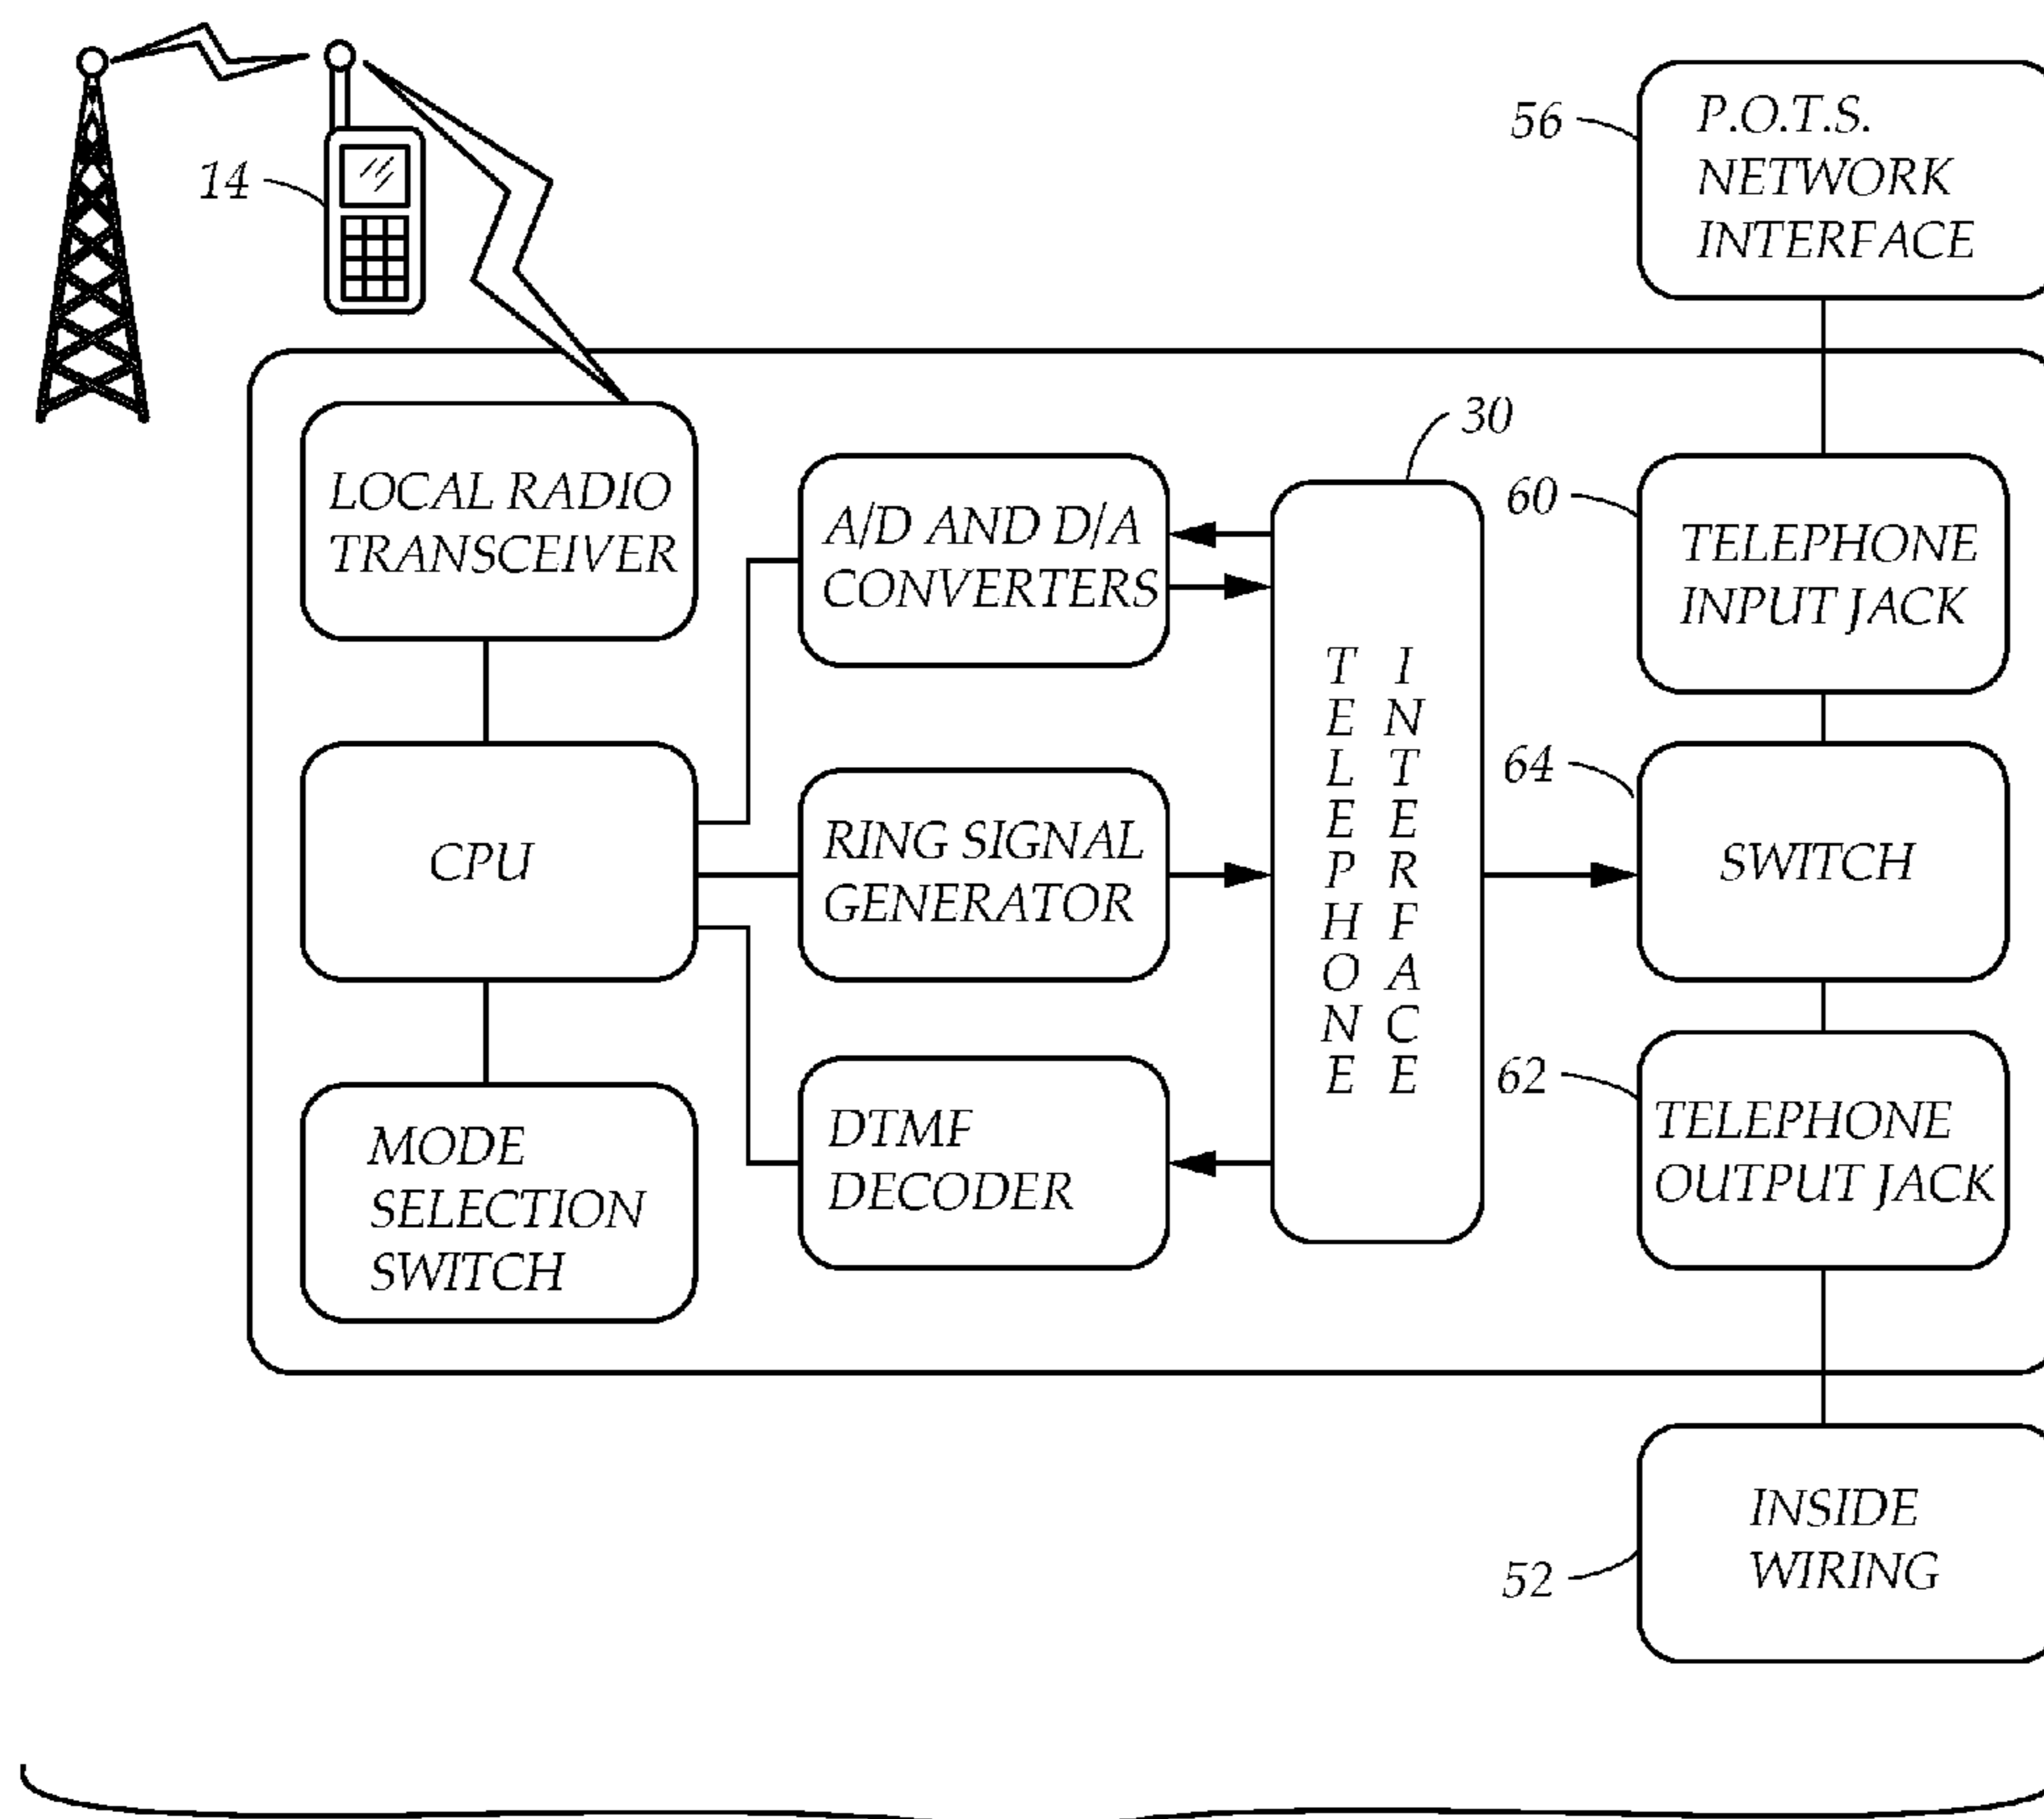 14
56
P.O.T.S.
NETWORK
INTERFACE
LOCAL RADIO
TRANSCEIVER
A/D AND D/A
CONVERTERS
30
TELEPHONE
INTERFACE
60
TELEPHONE
INPUT JACK
CPU
RING SIGNAL
GENERATOR
64
SWITCH
MODE
SELECTION
SWITCH
DTMF
DECODER
62
TELEPHONE
OUTPUT JACK
52
INSIDE
WIRING